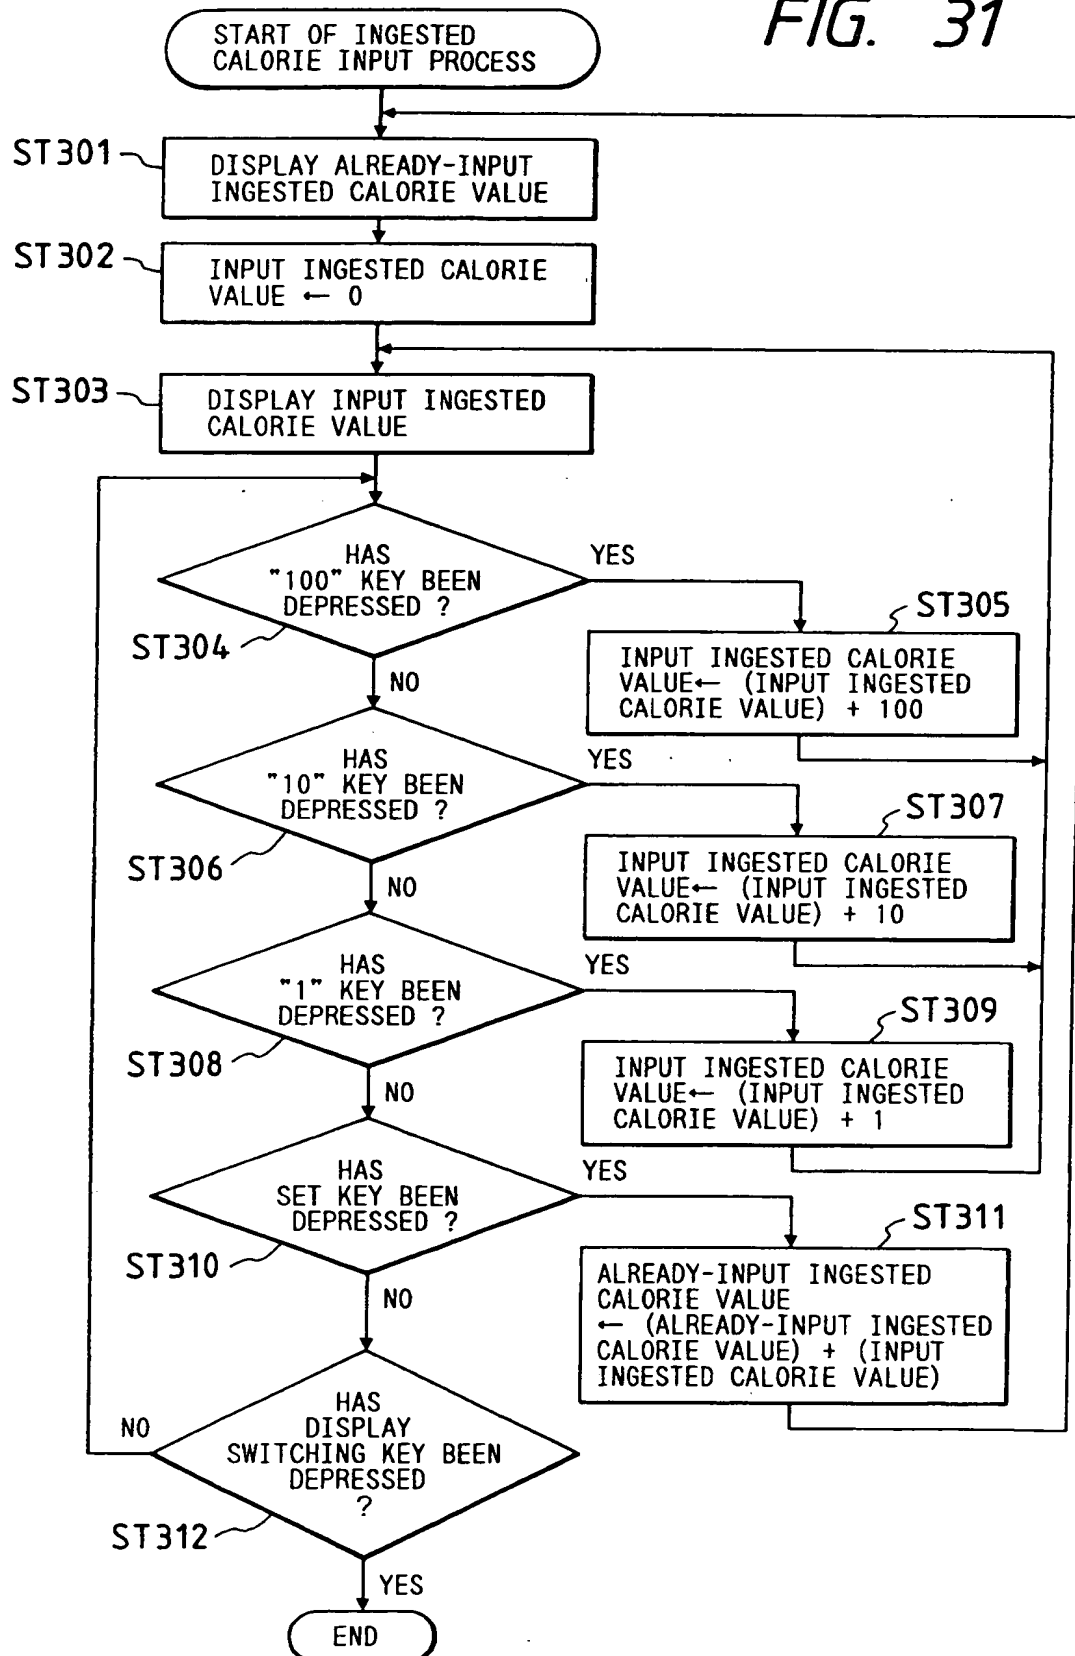 FIG. 31
START OF INGESTED
CALORIE INPUT PROCESS
ST301
DISPLAY ALREADY-INPUT
INGESTED CALORIE VALUE
ST302
INPUT INGESTED CALORIE
VALUE ← 0
ST303
DISPLAY INPUT INGESTED
CALORIE VALUE
HAS
"100" KEY BEEN
DEPRESSED ?
YES
ST304
NO
ST305
INPUT INGESTED CALORIE
VALUE← (INPUT INGESTED
CALORIE VALUE) + 100
HAS
"10" KEY BEEN
DEPRESSED ?
YES
ST306
NO
ST307
INPUT INGESTED CALORIE
VALUE← (INPUT INGESTED
CALORIE VALUE) + 10
HAS
"1" KEY BEEN
DEPRESSED ?
YES
ST308
NO
ST309
INPUT INGESTED CALORIE
VALUE← (INPUT INGESTED
CALORIE VALUE) + 1
HAS
SET KEY BEEN
DEPRESSED ?
YES
ST310
NO
ST311
ALREADY-INPUT INGESTED
CALORIE VALUE
← (ALREADY-INPUT INGESTED
CALORIE VALUE) + (INPUT
INGESTED CALORIE VALUE)
HAS
DISPLAY
SWITCHING KEY BEEN
DEPRESSED
?
NO
ST312
YES
END